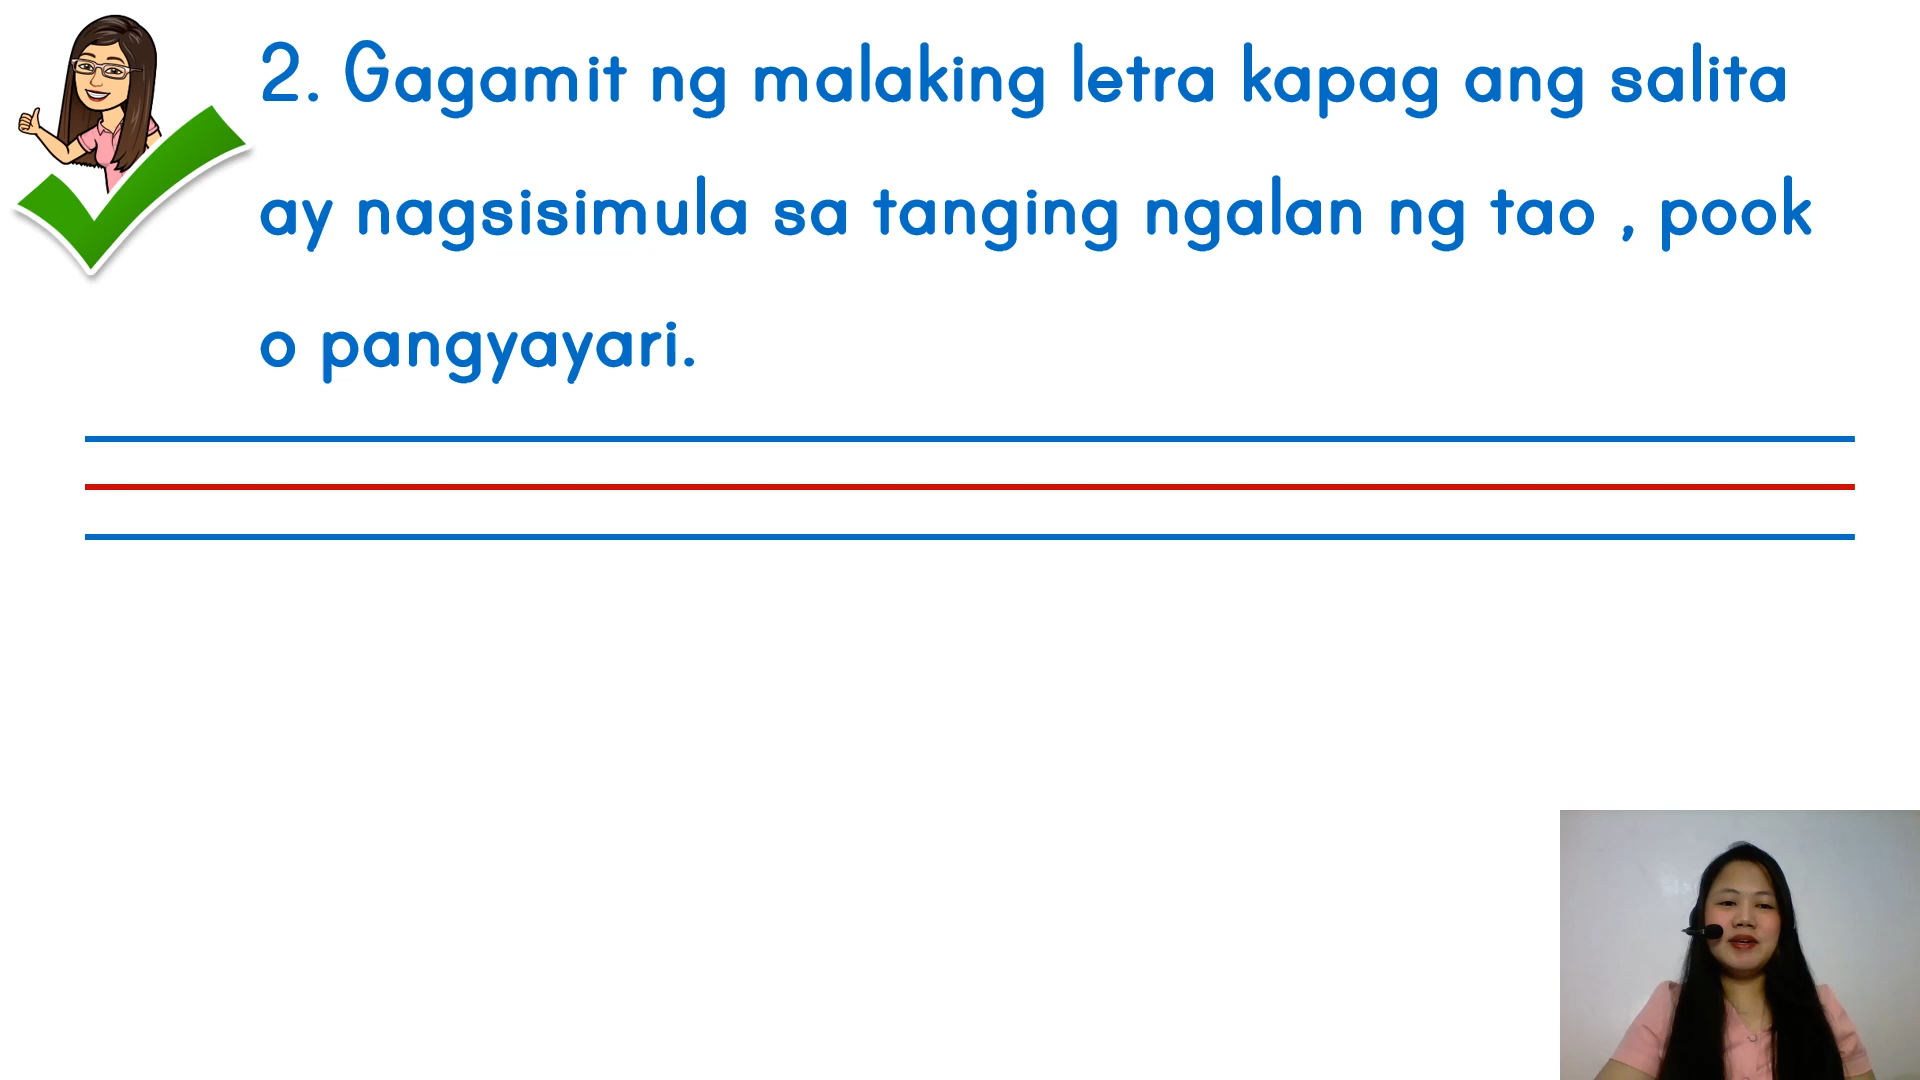 2. Gagamit ng malaking letra kapag ang salita
ay nagsisimula sa tanging ngalan ng tao , pook
o pangyayari.